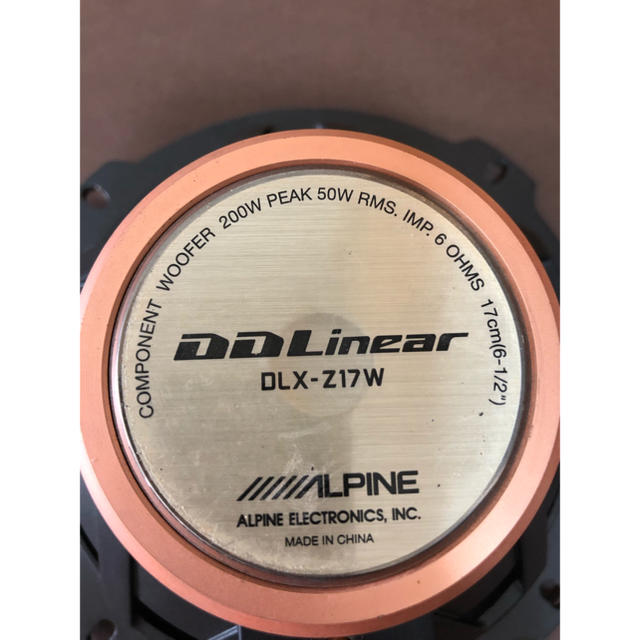 COMPONENT WOOFER 200W PEAK 50W RMS. IMP. 6 OHMS 17cm(6-1/2")
DDLinear
DLX-Z17W
ALPINE
ALPINE ELECTRONICS, INC.
MADE IN CHINA